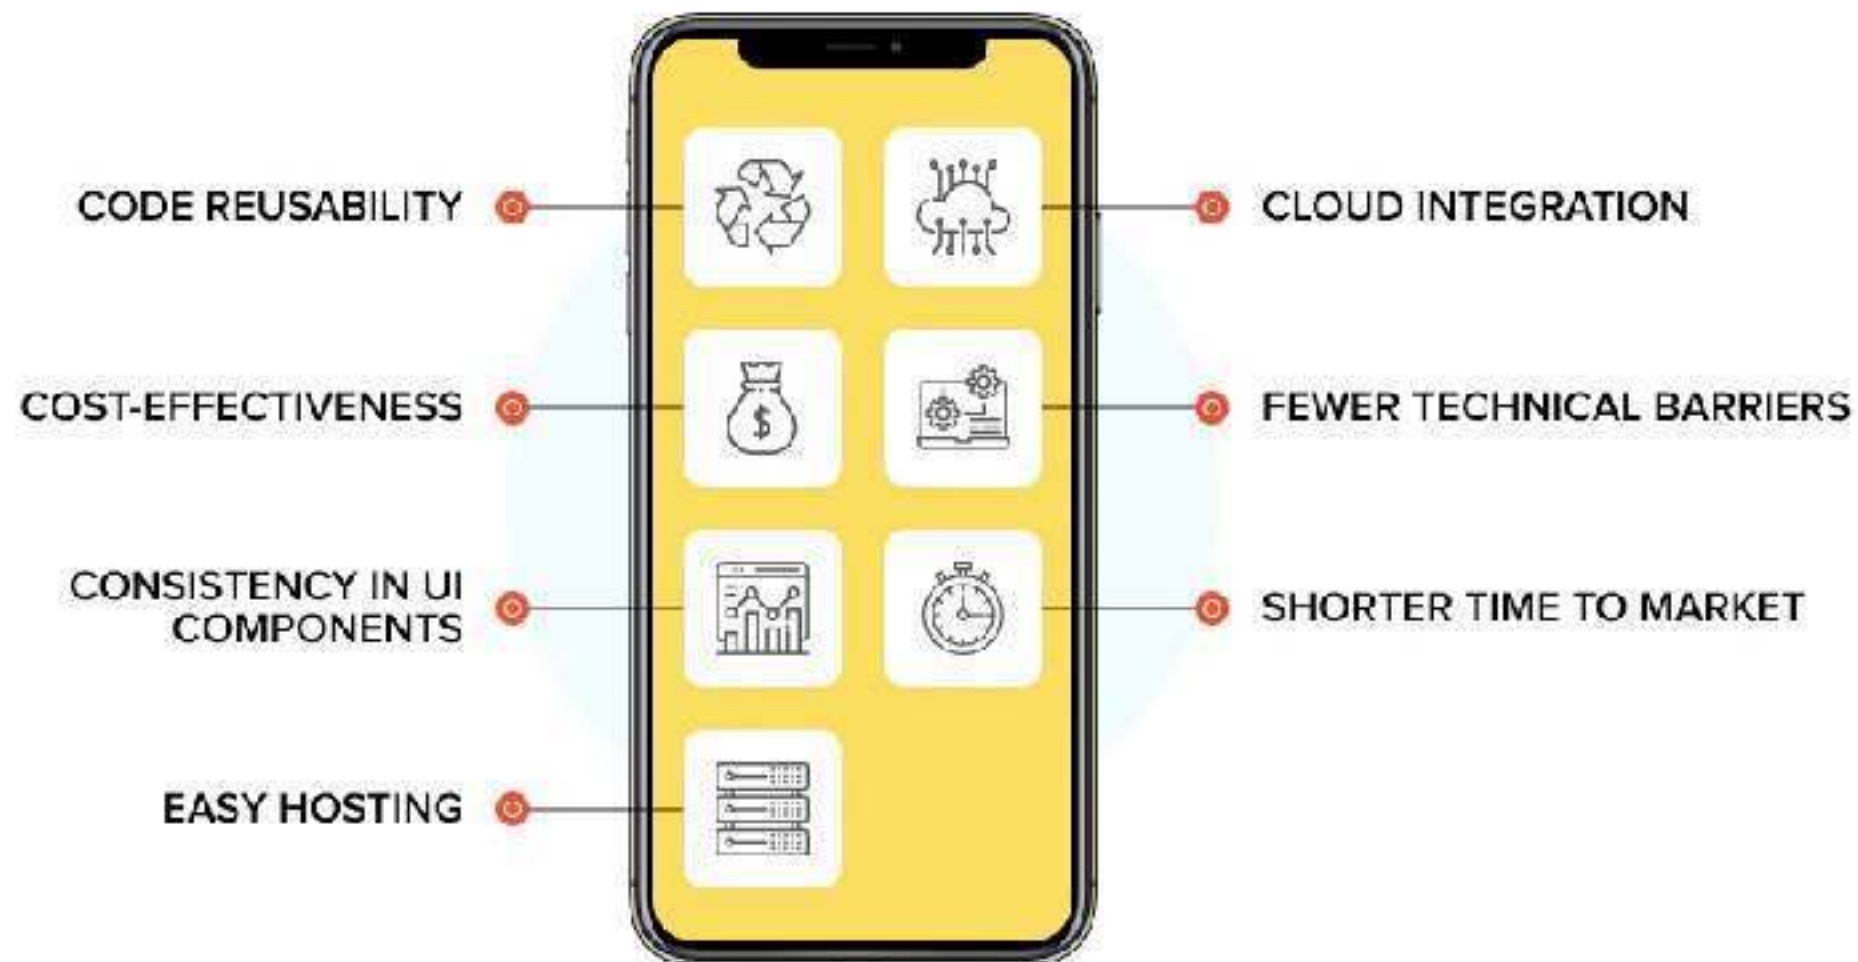 CODE REUSABILITY
CLOUD INTEGRATION
COST-EFFECTIVENESS
$
FEWER TECHNICAL BARRIERS
CONSISTENCY IN UI
COMPONENTS
SHORTER TIME TO MARKET
EASY HOSTING